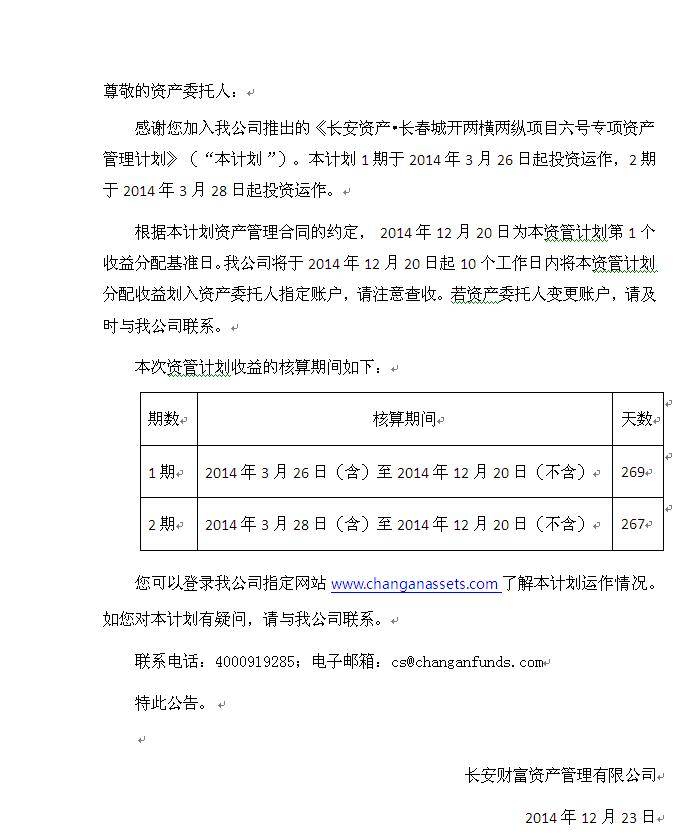 尊敬的资产委托人：
感谢您加入我公司推出的《长安资产•长春城开两横两纵项目六号专项资产
管理计划》（“本计划”）。本计划 1 期于 2014 年 3 月 26 日起投资运作，2 期
于 2014 年 3 月 28 日起投资运作。
根据本计划资产管理合同的约定， 2014 年 12 月 20 日为本资管计划第 1 个
收益分配基准日。我公司将于 2014 年 12 月 20 日起 10 个工作日内将本资管计划
分配收益划入资产委托人指定账户，请注意查收。若资产委托人变更账户，请及
时与我公司联系。
本次资管计划收益的核算期间如下：
期数 核算期间 天数
1 期 2014 年 3 月 26 日（含）至 2014 年 12 月 20 日（不含） 269
2 期 2014 年 3 月 28 日（含）至 2014 年 12 月 20 日（不含） 267
您可以登录我公司指定网站 www.changanassets.com 了解本计划运作情况。
如您对本计划有疑问，请与我公司联系。
联系电话：4000919285；电子邮箱：cs@changanfunds.com
特此公告。
长安财富资产管理有限公司
2014 年 12 月 23 日